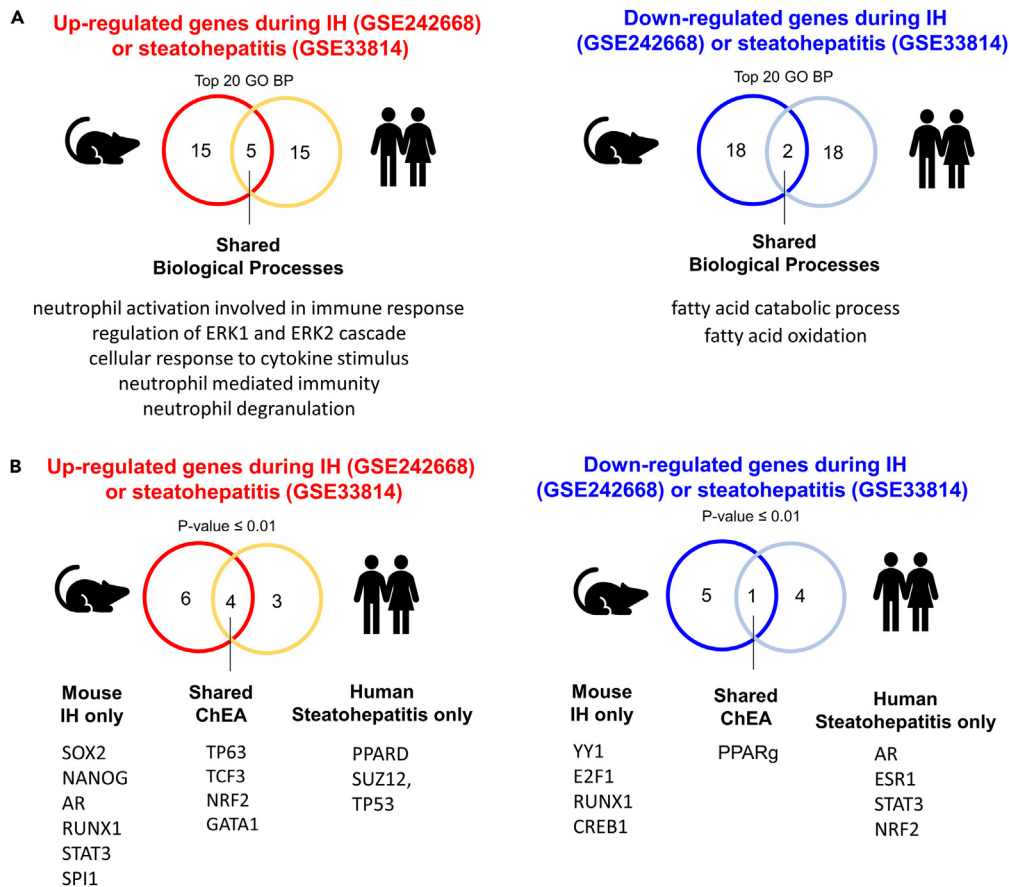 A
Up-regulated genes during IH (GSE242668)
or steatohepatitis (GSE33814)
Top 20 GO BP
15
5
15
Shared
Biological Processes
neutrophil activation involved in immune response
regulation of ERK1 and ERK2 cascade
cellular response to cytokine stimulus
neutrophil mediated immunity
neutrophil degranulation
Down-regulated genes during IH
(GSE242668) or steatohepatitis (GSE33814)
Top 20 GO BP
18
2
18
Shared
Biological Processes
fatty acid catabolic process
fatty acid oxidation
B
Up-regulated genes during IH (GSE242668)
or steatohepatitis (GSE33814)
P-value ≤ 0.01
6
4
3
Mouse
IH only
SOX2
NANOG
AR
RUNX1
STAT3
SPI1
Shared
ChEA
TP63
TCF3
NRF2
GATA1
Human
Steatohepatitis only
PPARD
SUZ12,
TP53
Down-regulated genes during IH
(GSE242668) or steatohepatitis (GSE33814)
P-value ≤ 0.01
5
1
4
Mouse
IH only
YY1
E2F1
RUNX1
CREB1
Shared
ChEA
PPARg
Human
Steatohepatitis only
AR
ESR1
STAT3
NRF2